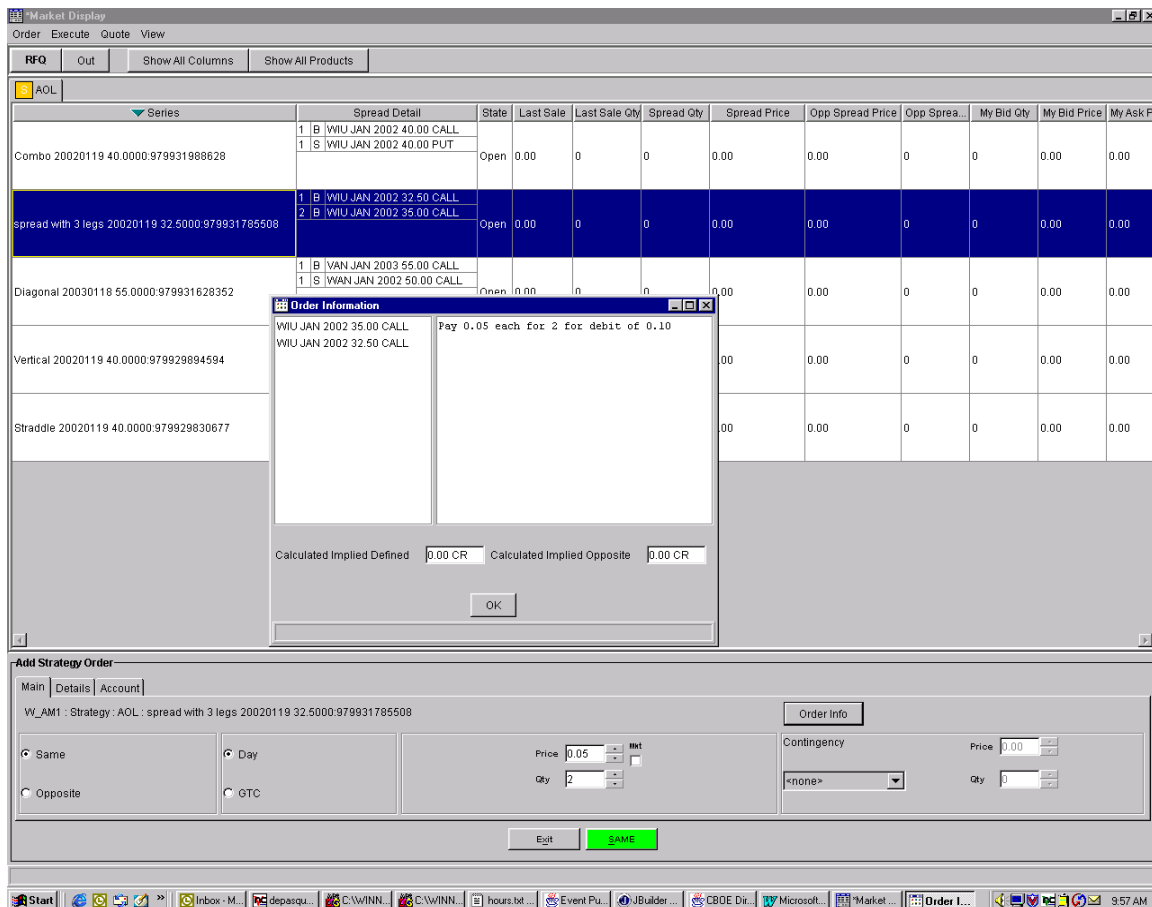 *Market Display
Order Execute Quote View
RFQ Out Show All Columns Show All Products
S AOL
Series Spread Detail State Last Sale Last Sale Qty Spread Qty Spread Price Opp Spread Price Opp Sprea... My Bid Qty My Bid Price My Ask P
1 B WIU JAN 2002 40.00 CALL
1 S WIU JAN 2002 40.00 PUT
Combo 20020119 40.0000:979931988628 Open 0.00 0 0 0.00 0.00 0 0 0.00 0.00
1 B WIU JAN 2002 32.50 CALL
2 B WIU JAN 2002 35.00 CALL
spread with 3 legs 20020119 32.5000:979931785508 Open 0.00 0 0 0.00 0.00 0 0 0.00 0.00
1 B VAN JAN 2003 55.00 CALL
1 S WAN JAN 2002 50.00 CALL
Diagonal 20030118 55.0000:979931628352 Open 0.00 0 0 0.00 0.00 0 0 0.00 0.00
Order Information
WIU JAN 2002 35.00 CALL Pay 0.05 each for 2 for debit of 0.10
WIU JAN 2002 32.50 CALL
Vertical 20020119 40.0000:979929894594 .00 0.00 0 0 0.00 0.00
Straddle 20020119 40.0000:979929830677 .00 0.00 0 0 0.00 0.00
Calculated Implied Defined 0.00 CR Calculated Implied Opposite 0.00 CR
OK
Add Strategy Order
Main Details Account
W_AM1 : Strategy : AOL : spread with 3 legs 20020119 32.5000:979931785508 Order Info
Same Day Price 0.05 Mkt Contingency Price 0.00
Opposite GTC Qty 2 <none> Qty 0
Exit SAME
Start » Inbox - M... depasqu... C:\WINN... C:\WINN... hours.txt ... Event Pu... JBuilder ... CBOE Dir... Microsoft... *Market ... Order I... 9:57 AM